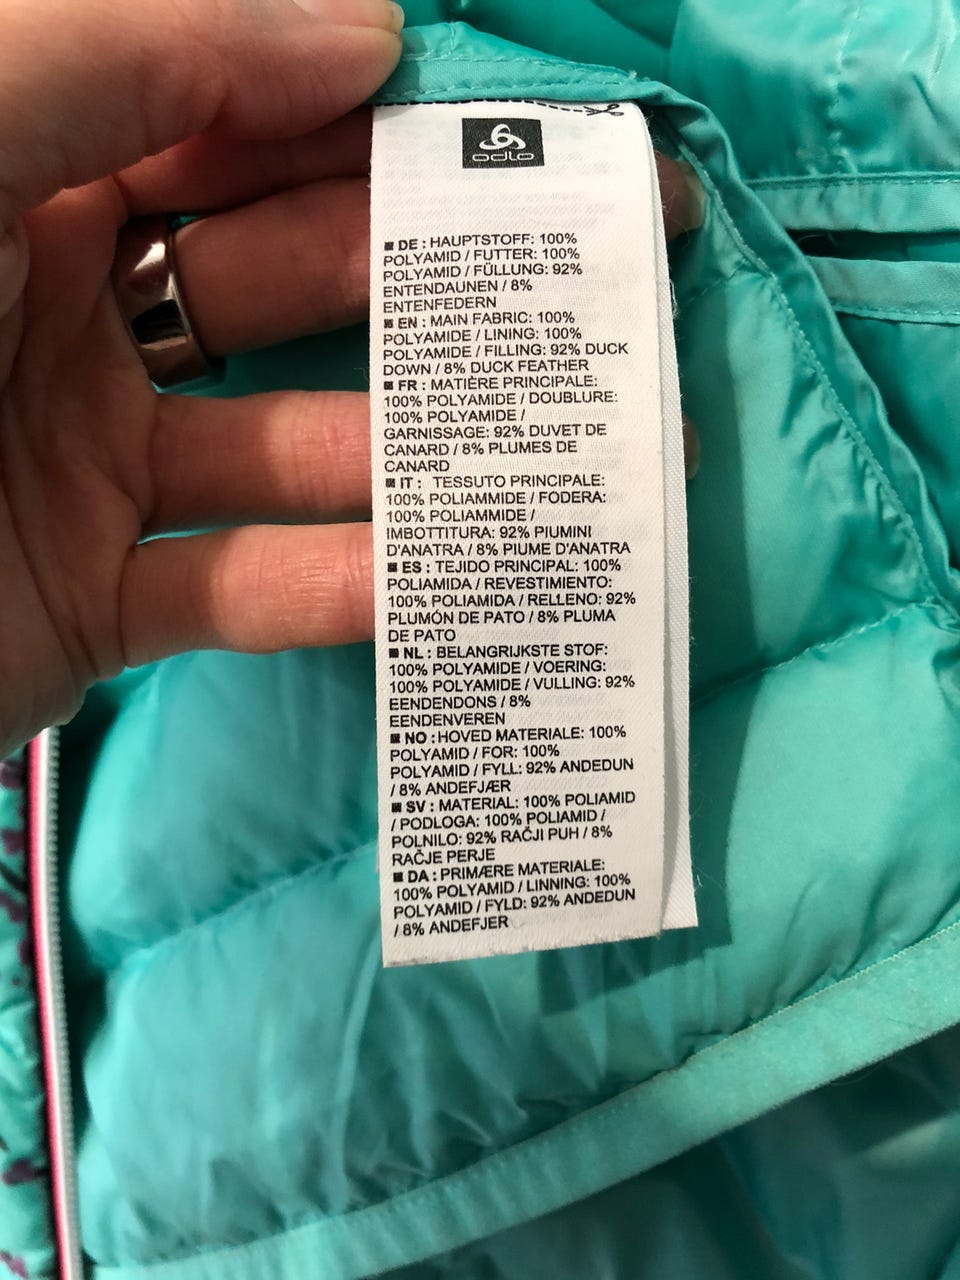 odlo
DE : HAUPTSTOFF: 100%
POLYAMID / FUTTER: 100%
POLYAMID / FÜLLUNG: 92%
ENTENDAUNEN / 8%
ENTENFEDERN
EN : MAIN FABRIC: 100%
POLYAMIDE / LINING: 100%
POLYAMIDE / FILLING: 92% DUCK
DOWN / 8% DUCK FEATHER
FR : MATIÈRE PRINCIPALE:
100% POLYAMIDE / DOUBLURE:
100% POLYAMIDE /
GARNISSAGE: 92% DUVET DE
CANARD / 8% PLUMES DE
CANARD
IT : TESSUTO PRINCIPALE:
100% POLIAMMIDE / FODERA:
100% POLIAMMIDE /
IMBOTTITURA: 92% PIUMINI
D'ANATRA / 8% PIUME D'ANATRA
ES : TEJIDO PRINCIPAL: 100%
POLIAMIDA / REVESTIMIENTO:
100% POLIAMIDA / RELLENO: 92%
PLUMÓN DE PATO / 8% PLUMA
DE PATO
NL : BELANGRIJKSTE STOF:
100% POLYAMIDE / VOERING:
100% POLYAMIDE / VULLING: 92%
EENDENDONS / 8%
EENDENVEREN
NO : HOVED MATERIALE: 100%
POLYAMID / FOR: 100%
POLYAMID / FYLL: 92% ANDEDUN
/ 8% ANDEFJÆR
SV : MATERIAL: 100% POLIAMID
/ PODLOGA: 100% POLIAMID /
POLNILO: 92% RAČJI PUH / 8%
RAČJE PERJE
DA : PRIMÆRE MATERIALE:
100% POLYAMID / LINNING: 100%
POLYAMID / FYLD: 92% ANDEDUN
/ 8% ANDEFJER